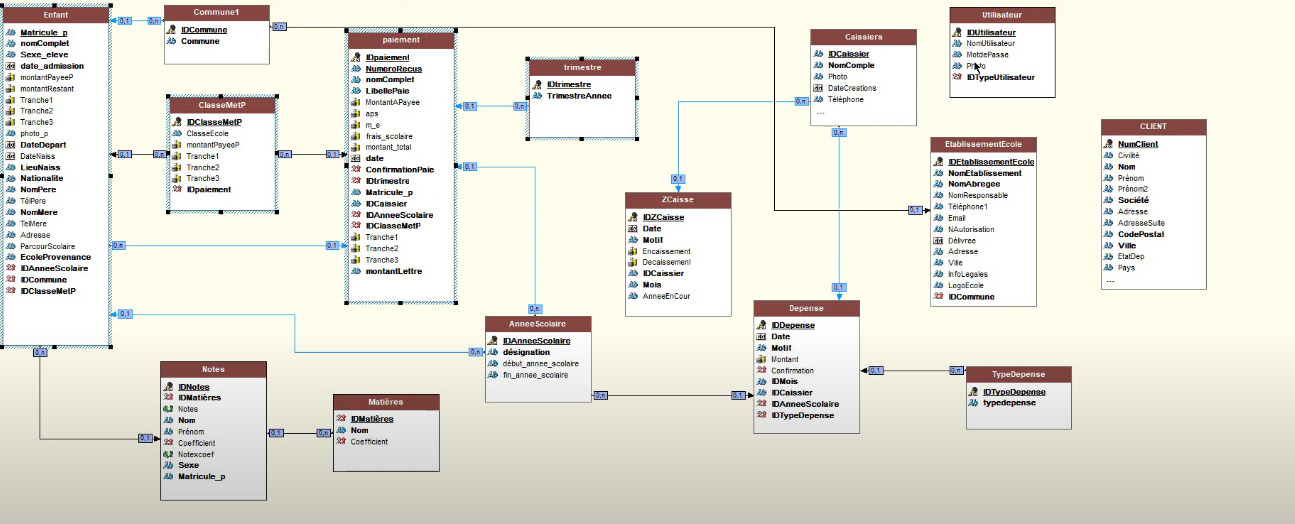 Enfant
Matricule_p
nomComplet
Sexe_eleve
date_admission
montantPayeeP
montantRestant
Tranche1
Tranche2
Tranche3
photo_p
DateDepart
DateNaiss
LieuNaiss
Nationalite
NomPere
TélPere
NomMere
TelMere
Adresse
ParcourScolaire
EcoleProvenance
IDAnneeScolaire
IDCommune
IDClasseMetP
0,1
0,n
Commune1
IDCommune
Commune
0,n
ClasseMetP
IDClasseMetP
ClasseEcole
montantPayeeP
Tranche1
Tranche2
Tranche3
IDpaiement
0,1
0,n
0,n
0,1
0,n
0,1
paiement
IDpaiement
NumeroRecus
nomComplet
LibellePaie
MontantAPayee
aps
m_e
frais_scolaire
montant_total
date
ConfirmationPaie
IDtrimestre
Matricule_p
IDCaissier
IDAnneeScolaire
IDClasseMetP
Tranche1
Tranche2
Tranche3
montantLettre
0,1
0,n
trimestre
IDtrimestre
TrimestreAnnee
0,1
0,n
Caissiers
IDCaissier
NomComple
Photo
DateCreations
Téléphone
...
0,n
0,n
0,1
0,1
ZCaisse
IDZCaisse
Date
Motif
Encaissement
Decaissement
IDCaissier
Mois
AnneeEnCour
Utilisateur
IDUtilisateur
NomUtilisateur
MotdePasse
IDTypeUtilisateur
0,1
EtablissementEcole
IDEtablissementEcole
NomEtablissement
NomAbregee
NomResponsable
Téléphone1
Email
NAutorisation
Délivree
Adresse
Ville
InfoLegales
LogoEcole
IDCommune
CLIENT
NumClient
Civilité
Nom
Prénom
Prénom2
Société
Adresse
AdresseSuite
CodePostal
Ville
EtatDep
Pays
...
0,1
0,n
AnneeScolaire
IDAnneeScolaire
désignation
début_annee_scolaire
fin_annee_scolaire
0,n
0,1
Depense
IDDepense
Date
Motif
Montant
Confirmation
IDMois
IDCaissier
IDAnneeScolaire
IDTypeDepense
0,1
0,n
TypeDepense
IDTypeDepense
typedepense
0,n
0,1
Notes
IDNotes
IDMatières
Notes
Nom
Prénom
Coefficient
Notexcoef
Sexe
Matricule_p
0,1
0,n
Matières
IDMatières
Nom
Coefficient